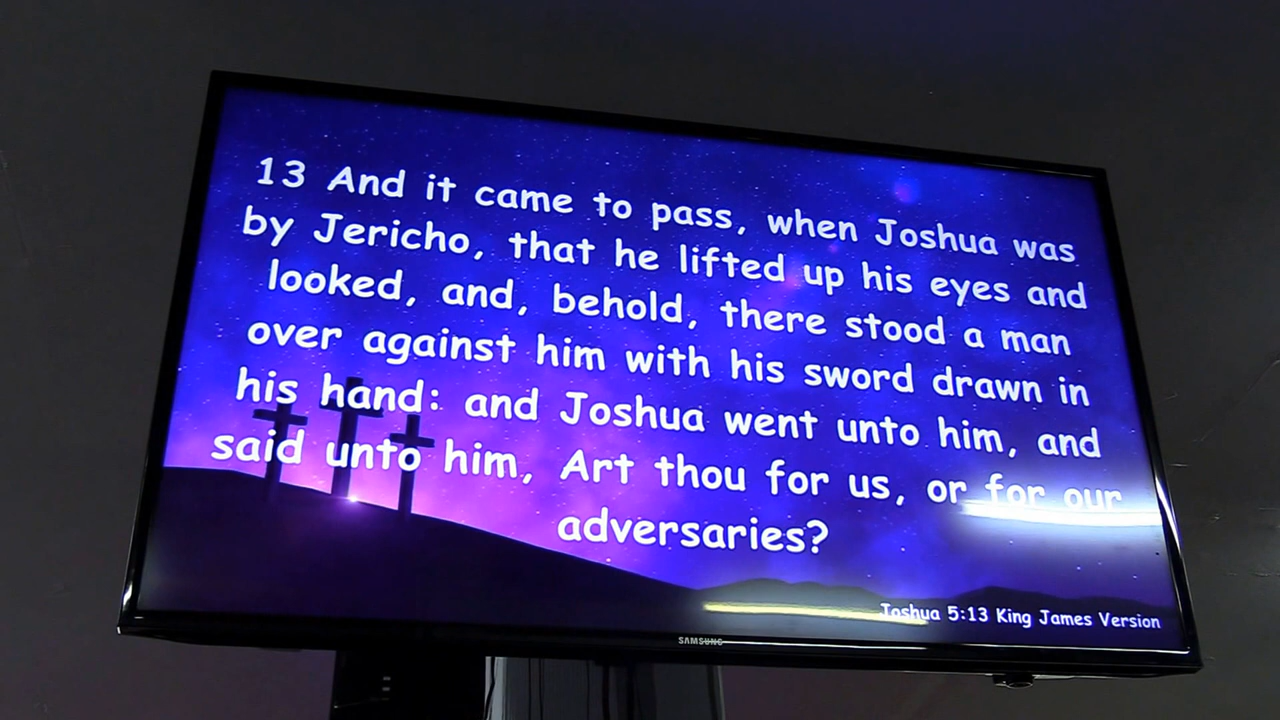 13 And it came to pass, when Joshua was
by Jericho, that he lifted up his eyes and
looked, and, behold, there stood a man
over against him with his sword drawn in
his hand: and Joshua went unto him, and
said unto him, Art thou for us, or for our
adversaries?
Joshua 5:13 King James Version
SAMSUNG